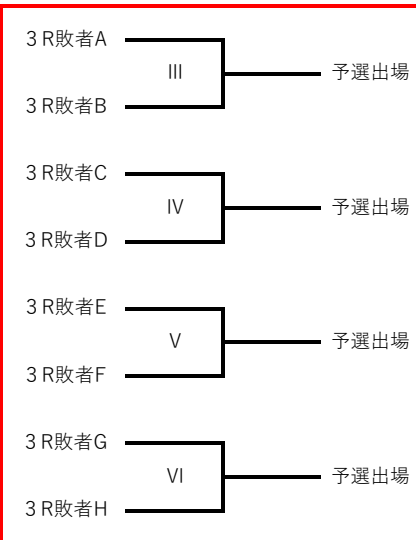 3 R敗者A
III
予選出場
3 R敗者B
3 R敗者C
IV
予選出場
3 R敗者D
3 R敗者E
V
予選出場
3 R敗者F
3 R敗者G
VI
予選出場
3 R敗者H